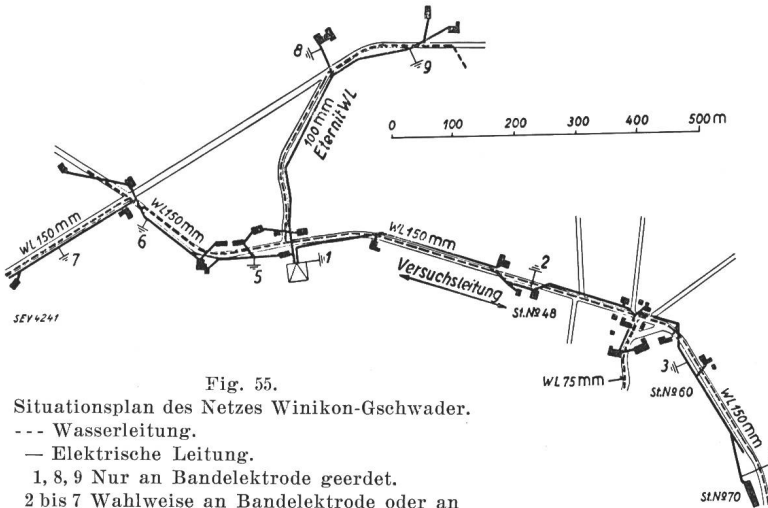 8
9
100 mm
Eternit WL
0 100 200 300 400 500 m
WL 150 mm
WL 150 mm
7
6
5
1
WL 150 mm
Versuchsleitung
2
St. № 48
SEV 4241
WL 75 mm
3
St. № 60
WL 150 mm
St. № 70
Fig. 55.
Situationsplan des Netzes Winikon-Gschwader.
--- Wasserleitung.
— Elektrische Leitung.
1, 8, 9 Nur an Bandelektrode geerdet.
2 bis 7 Wahlweise an Bandelektrode oder an